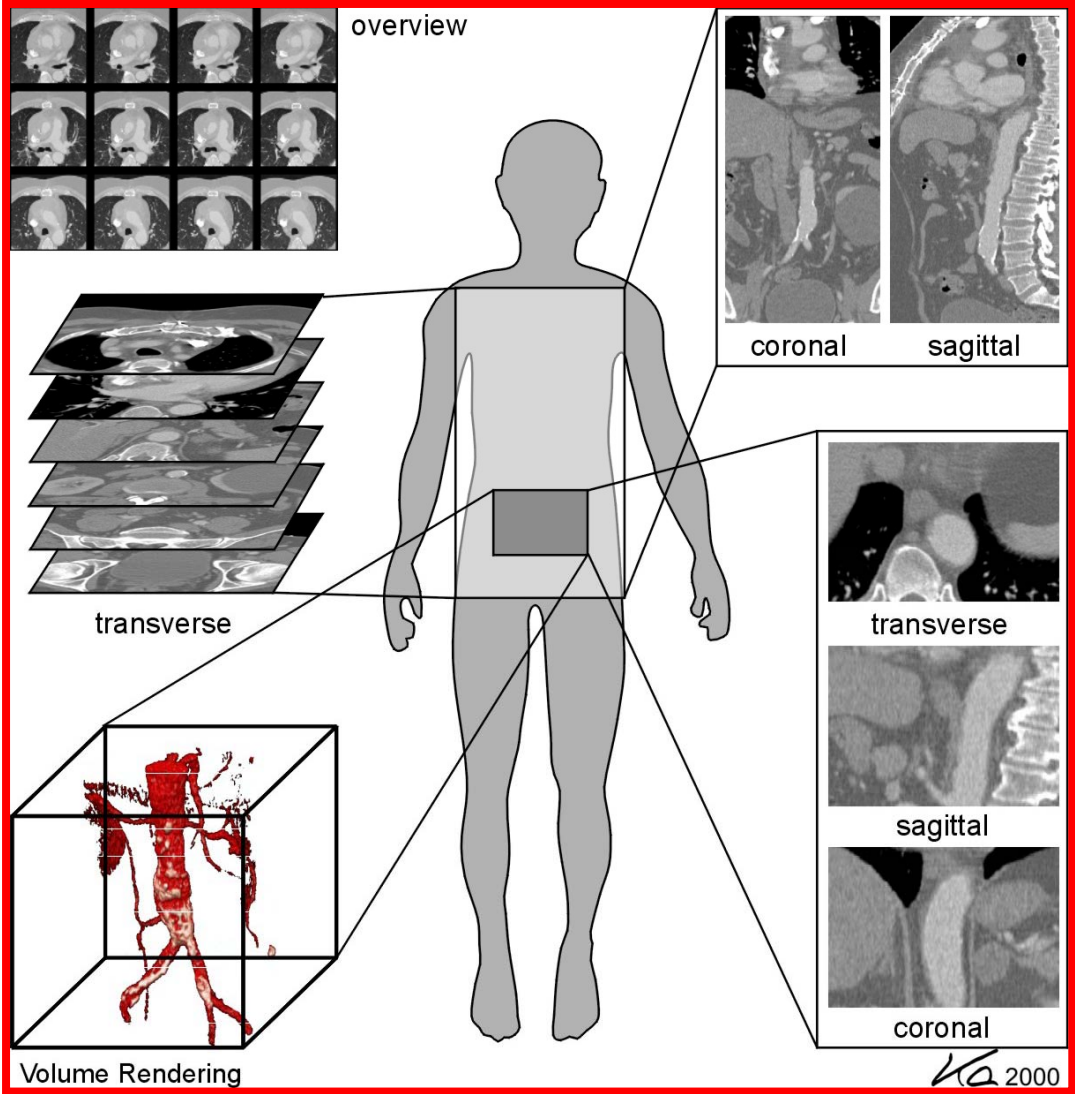 overview
coronal sagittal
transverse
transverse
sagittal
coronal
Volume Rendering
2000